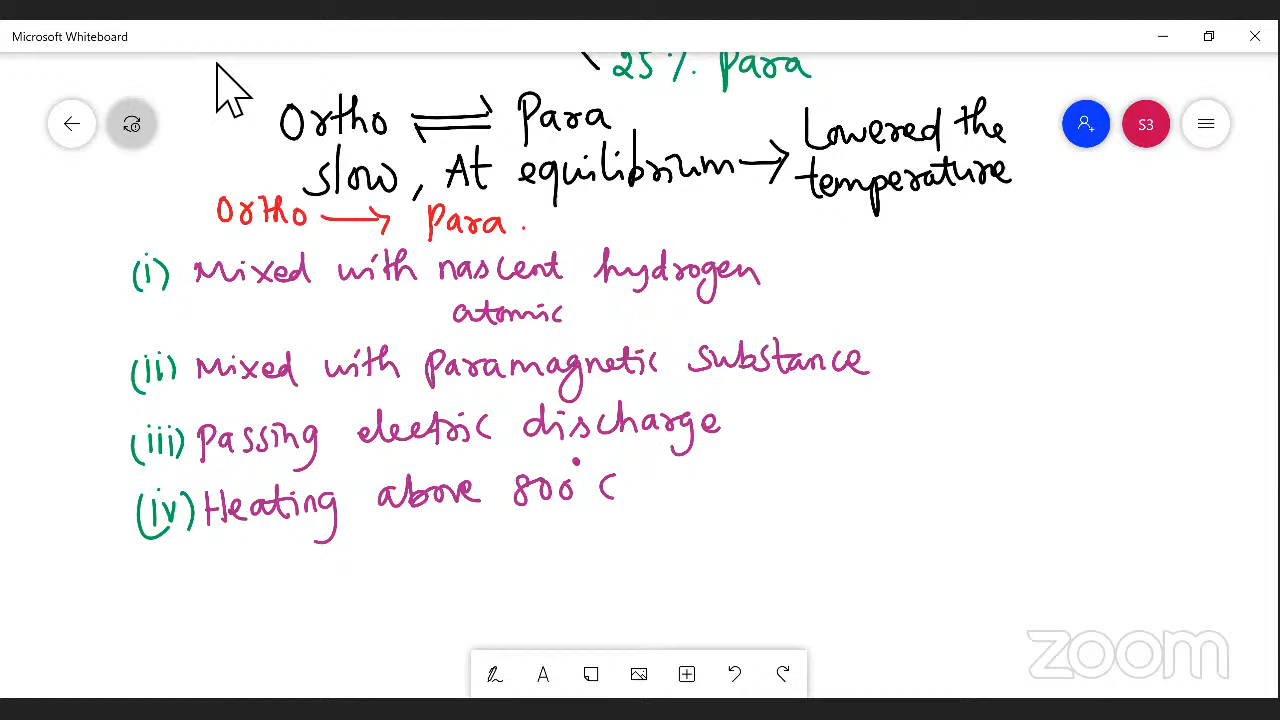 Microsoft Whiteboard
25% Para
Ortho ⇌ Para
slow, At equilibrium → Lowered the temperature
Ortho → Para.
(i) Mixed with nascent hydrogen
atomic
(ii) Mixed with Paramagnetic substance
(iii) Passing electric discharge
(iv) Heating above 800°C
S3
A
zoom